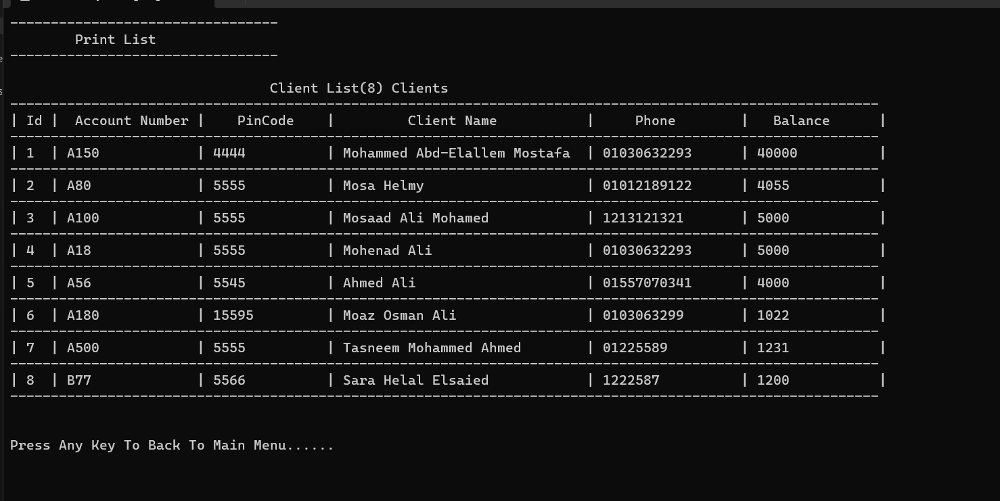 Print List
Client List(8) Clients
| Id | Account Number | PinCode | Client Name | Phone | Balance |
| 1 | A150 | 4444 | Mohammed Abd-Elallem Mostafa | 01030632293 | 40000 |
| 2 | A80 | 5555 | Mosa Helmy | 01012189122 | 4055 |
| 3 | A100 | 5555 | Mosaad Ali Mohamed | 1213121321 | 5000 |
| 4 | A18 | 5555 | Mohenad Ali | 01030632293 | 5000 |
| 5 | A56 | 5545 | Ahmed Ali | 01557070341 | 4000 |
| 6 | A180 | 15595 | Moaz Osman Ali | 0103063299 | 1022 |
| 7 | A500 | 5555 | Tasneem Mohammed Ahmed | 01225589 | 1231 |
| 8 | B77 | 5566 | Sara Helal Elsaied | 1222587 | 1200 |
Press Any Key To Back To Main Menu......